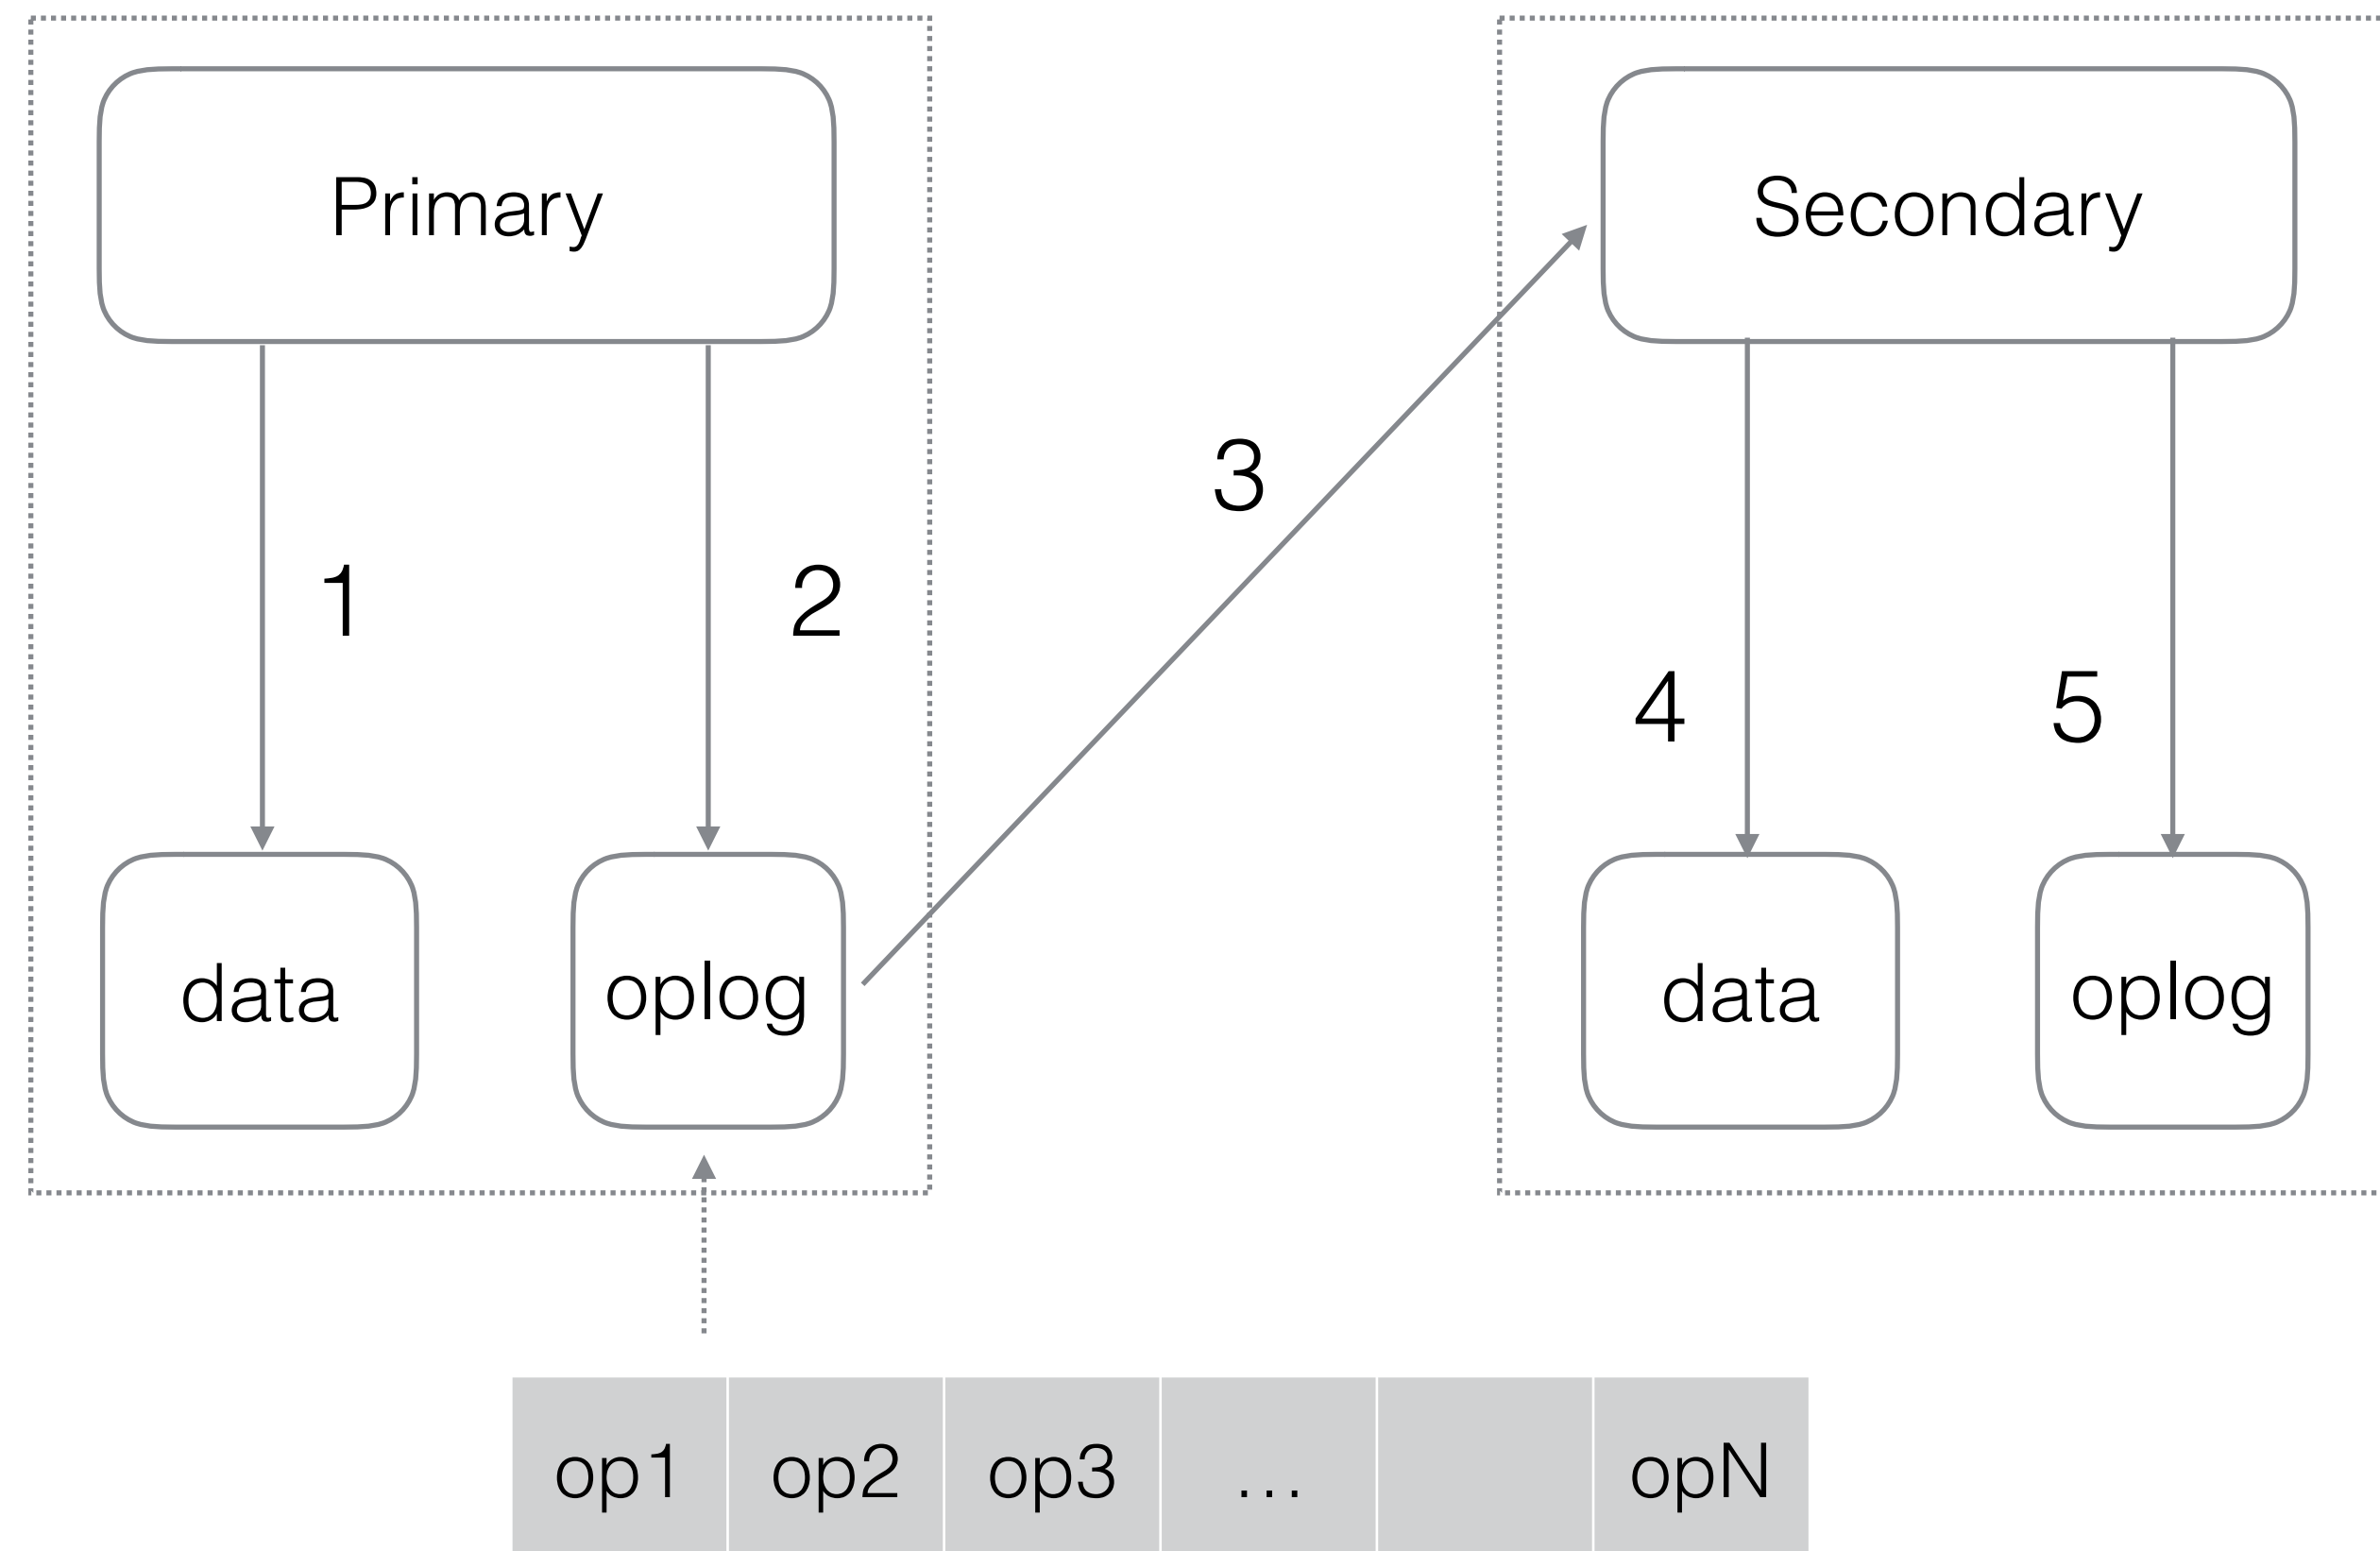 Primary
Secondary
3
1
2
4
5
data
oplog
data
oplog
op1 op2 op3 ... opN